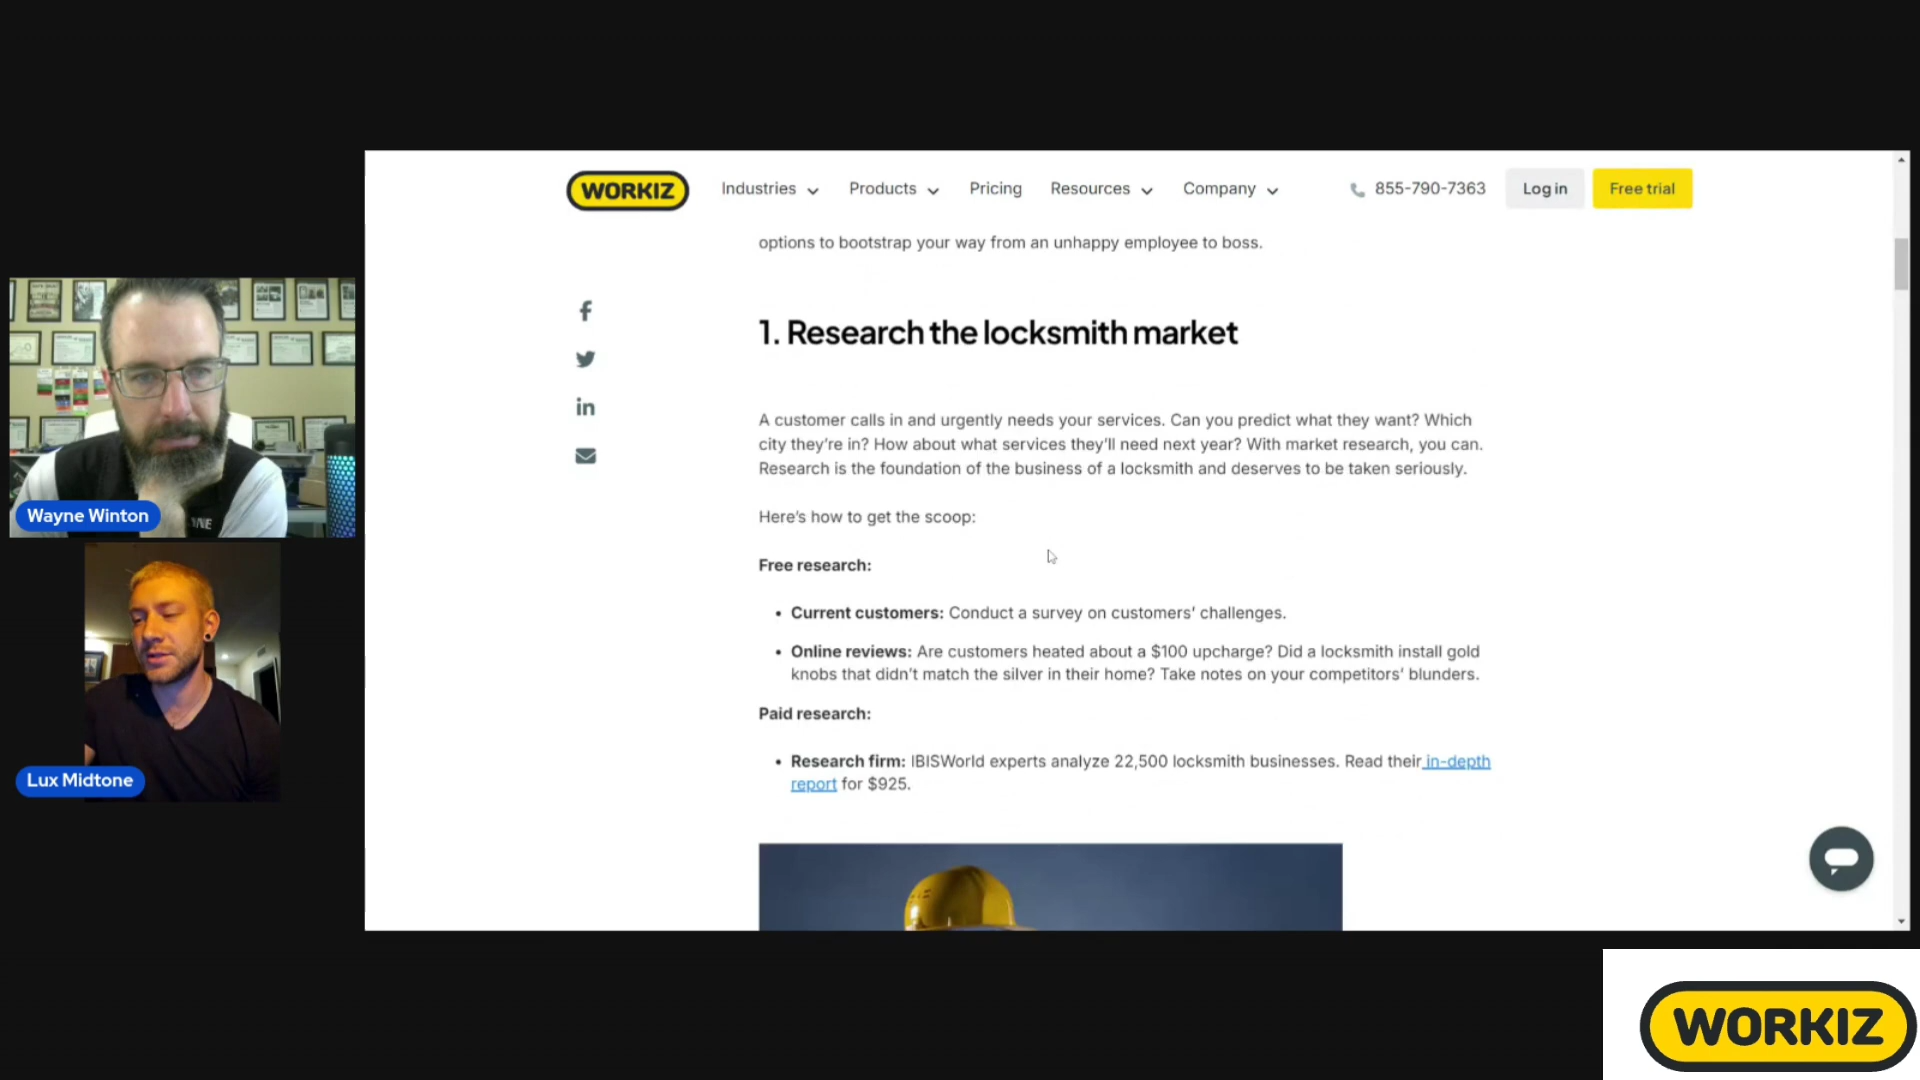 WORKIZ
Industries
Products
Pricing
Resources
Company
855-790-7363
Log in
Free trial
options to bootstrap your way from an unhappy employee to boss.
1. Research the locksmith market
A customer calls in and urgently needs your services. Can you predict what they want? Which
city they’re in? How about what services they’ll need next year? With market research, you can.
Research is the foundation of the business of a locksmith and deserves to be taken seriously.
Here’s how to get the scoop:
Free research:
• Current customers: Conduct a survey on customers’ challenges.
• Online reviews: Are customers heated about a $100 upcharge? Did a locksmith install gold
knobs that didn’t match the silver in their home? Take notes on your competitors’ blunders.
Paid research:
• Research firm: IBISWorld experts analyze 22,500 locksmith businesses. Read their in-depth
report for $925.
Wayne Winton
Lux Midtone
WORKIZ